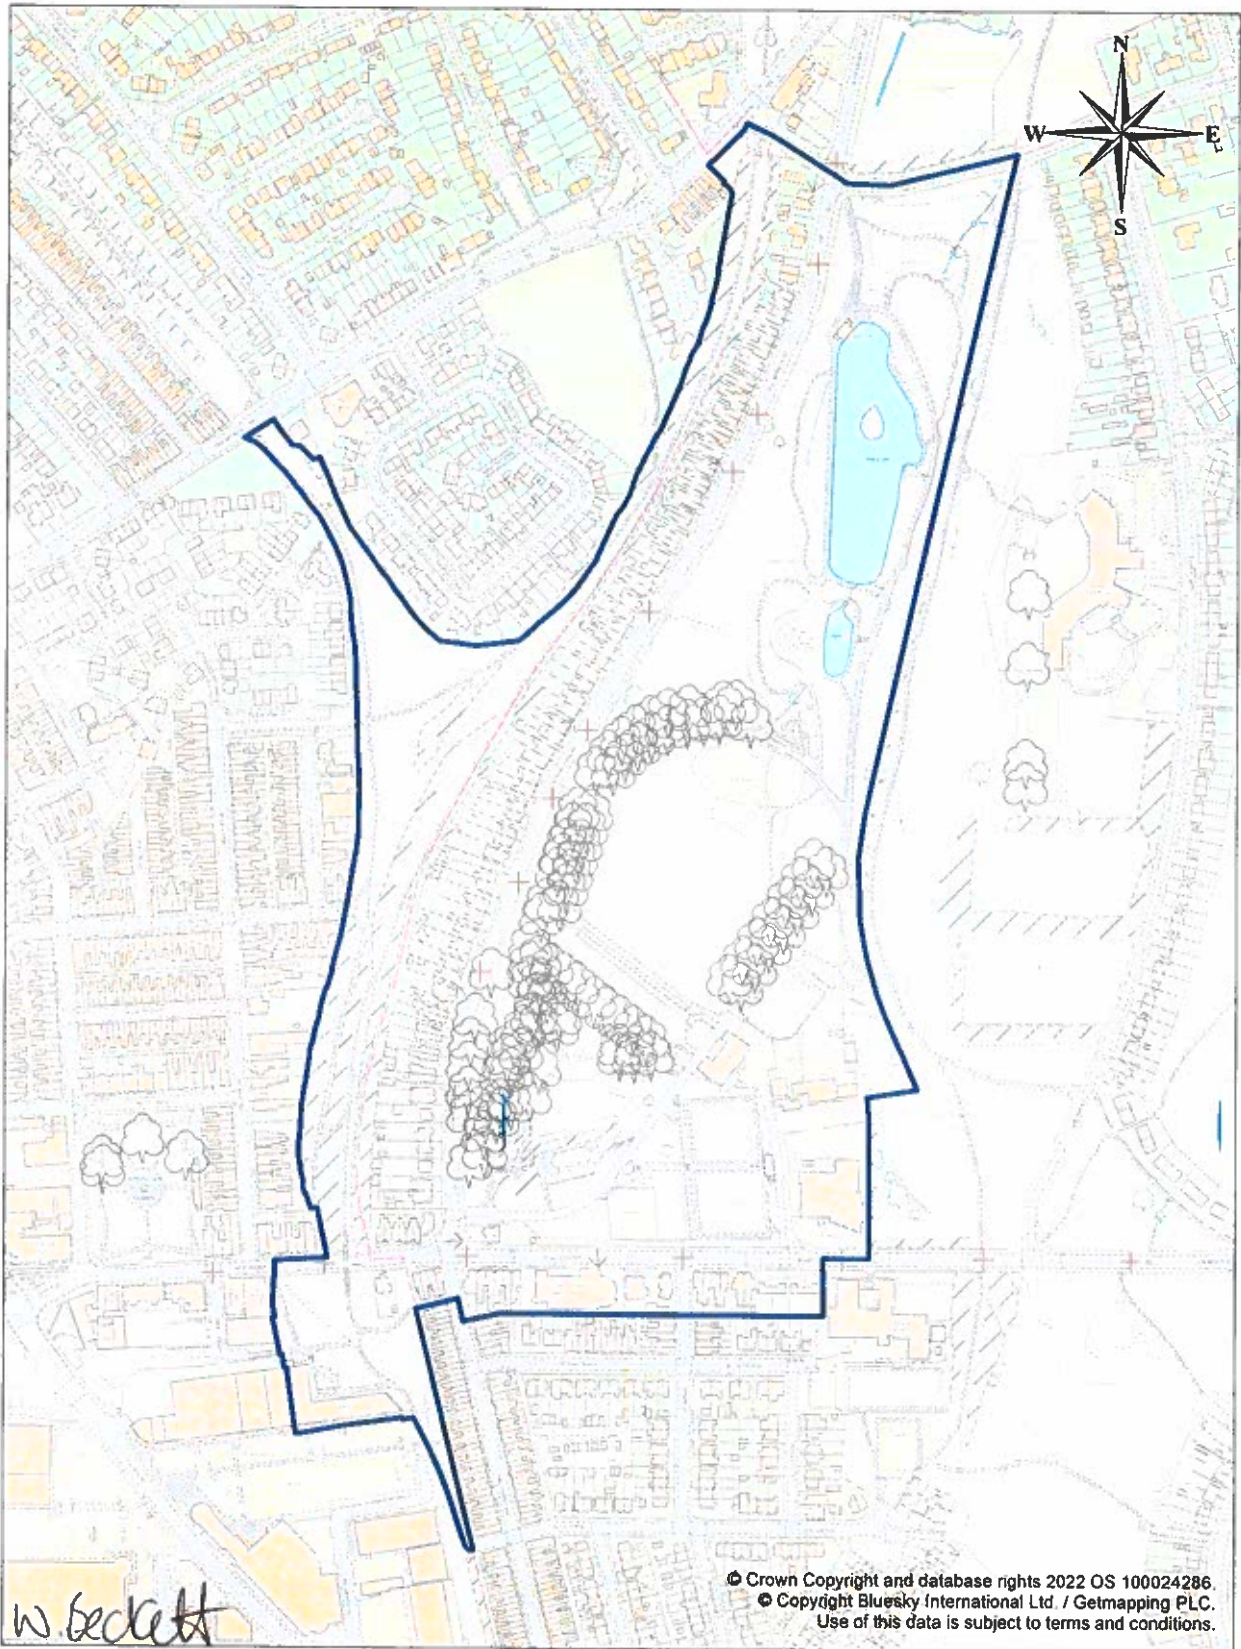 N
W E
S
W. Beckett
© Crown Copyright and database rights 2022 OS 100024286.
© Copyright Bluesky International Ltd. / Getmapping PLC.
Use of this data is subject to terms and conditions.